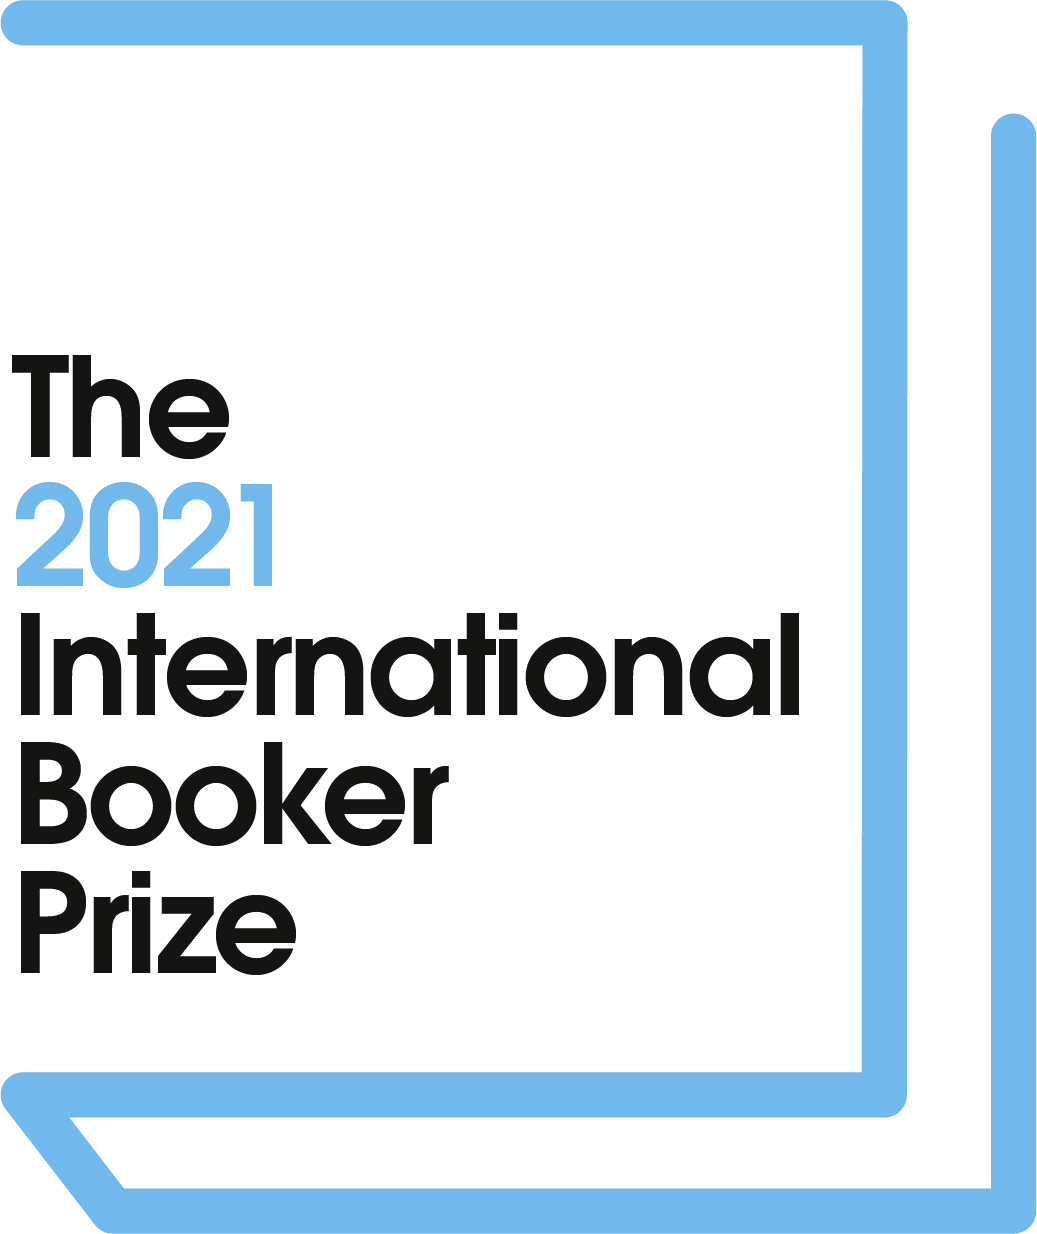 The
2021
International
Booker
Prize